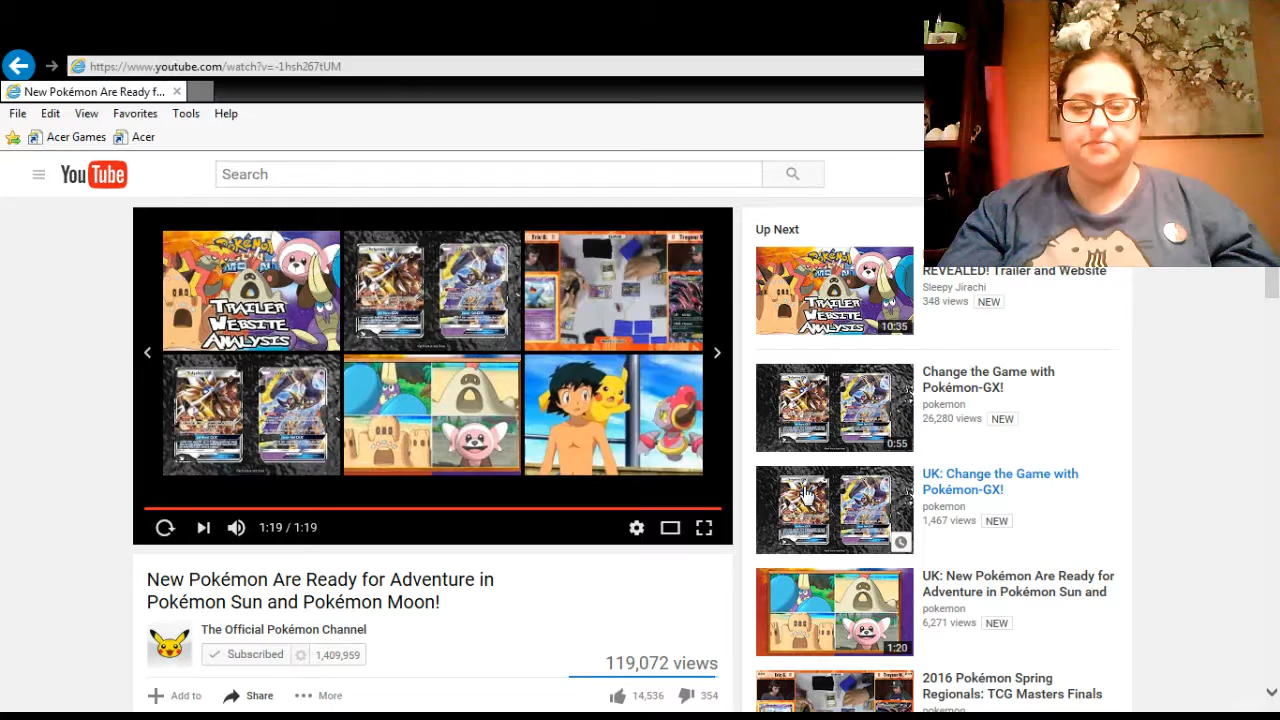 https://www.youtube.com/watch?v=-1hsh267tUM
New Pokémon Are Ready f...
File Edit View Favorites Tools Help
Acer Games Acer
YouTube
Search
Up Next
POKéMON
TRAILER
WEBSITE
ANALYSIS
Eric G.
10:35
REVEALED! Trailer and Website
Sleepy Jirachi
348 views NEW
Change the Game with
Pokémon-GX!
pokemon
26,280 views NEW
0:55
UK: Change the Game with
Pokémon-GX!
pokemon
1,467 views NEW
1:19 / 1:19
New Pokémon Are Ready for Adventure in
Pokémon Sun and Pokémon Moon!
The Official Pokémon Channel
Subscribed 1,409,959
119,072 views
Add to Share More
14,536 354
UK: New Pokémon Are Ready for
Adventure in Pokémon Sun and
pokemon
6,271 views NEW
1:20
2016 Pokémon Spring
Regionals: TCG Masters Finals
pokemon